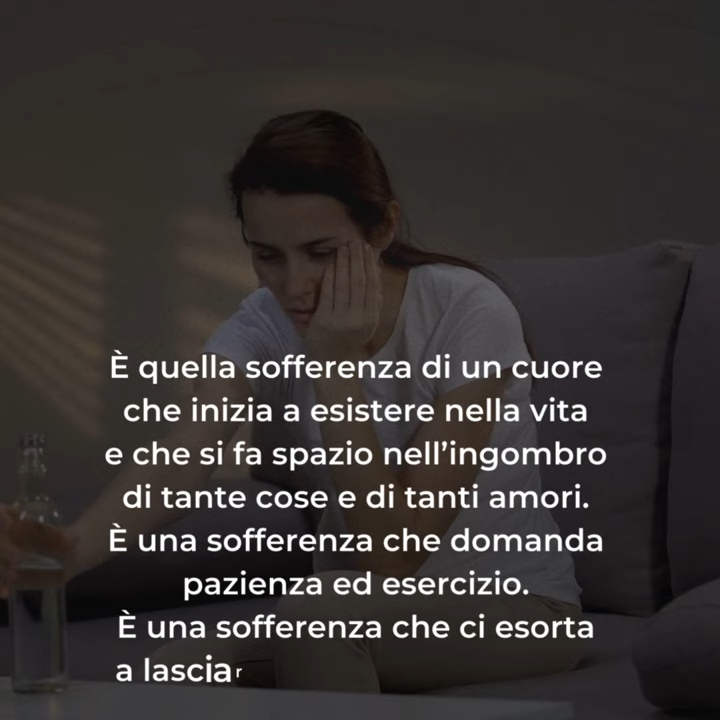 È quella sofferenza di un cuore
che inizia a esistere nella vita
e che si fa spazio nell’ingombro
di tante cose e di tanti amori.
È una sofferenza che domanda
pazienza ed esercizio.
È una sofferenza che ci esorta
a lasciar